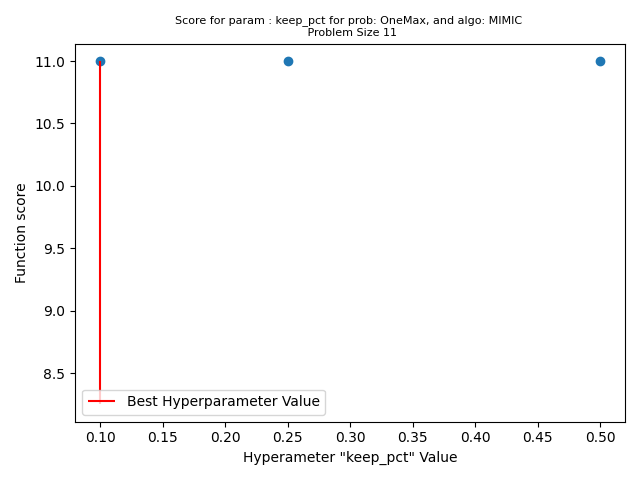 Score for param : keep_pct for prob: OneMax, and algo: MIMIC
Problem Size 11
Function score
11.0
10.5
10.0
9.5
9.0
8.5
Best Hyperparameter Value
0.10 0.15 0.20 0.25 0.30 0.35 0.40 0.45 0.50
Hyperameter "keep_pct" Value